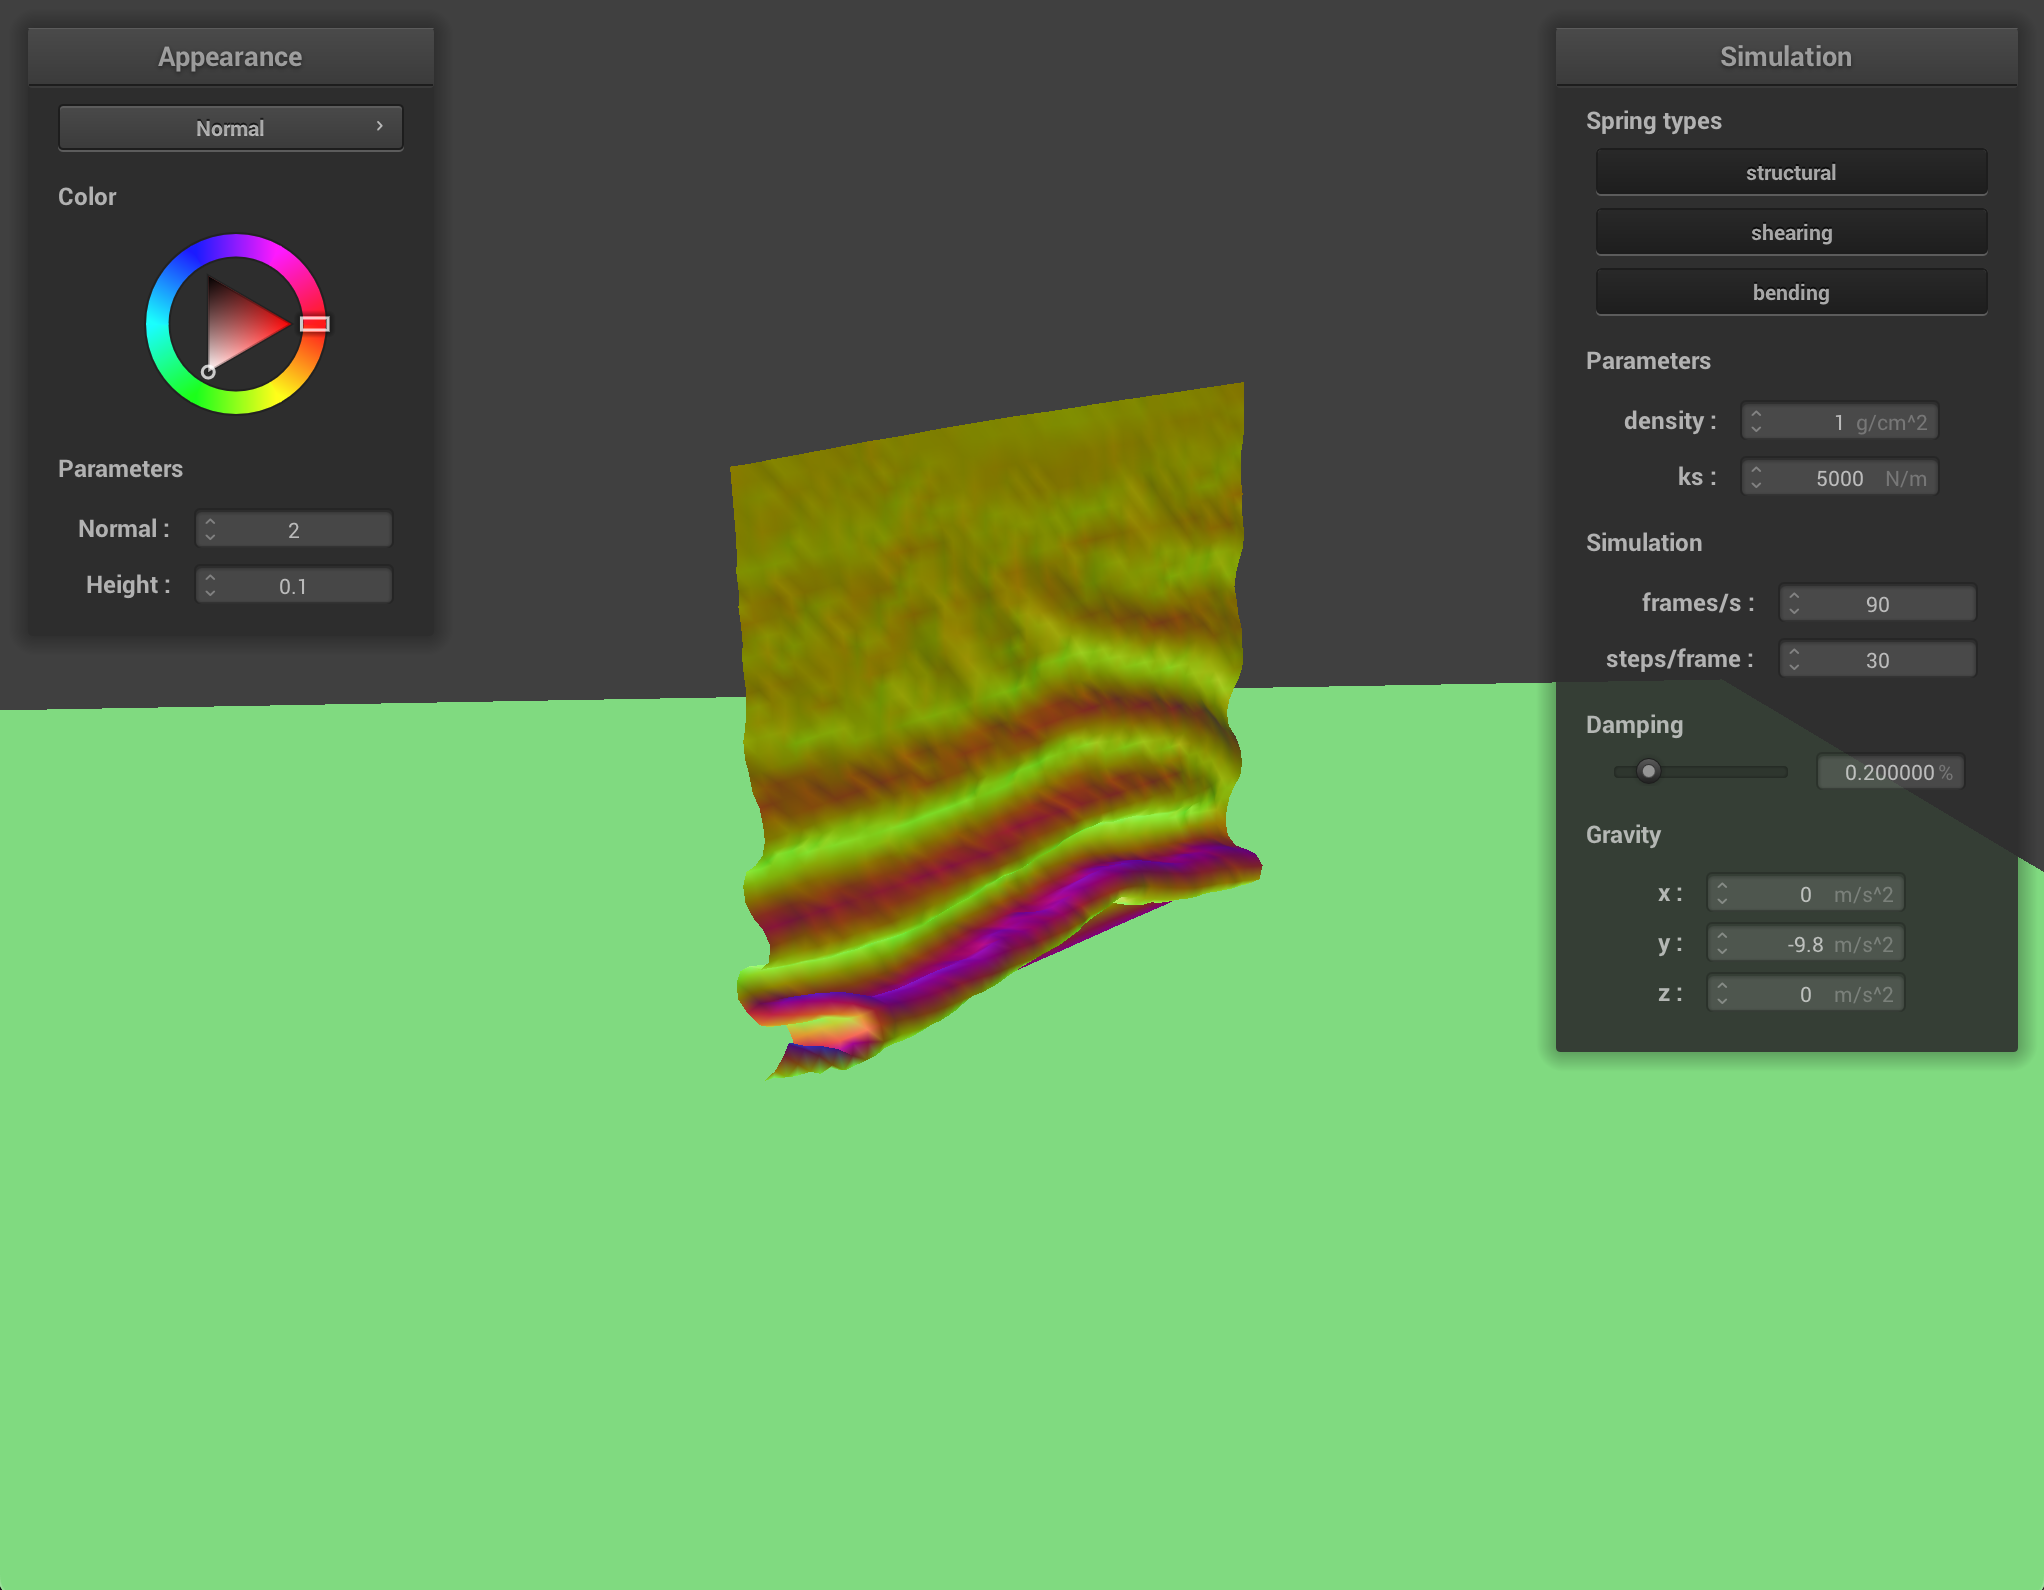 Appearance
Normal
Color
Parameters
Normal : 2
Height : 0.1
Simulation
Spring types
structural
shearing
bending
Parameters
density : 1 g/cm^2
ks : 5000 N/m
Simulation
frames/s : 90
steps/frame : 30
Damping
0.200000 %
Gravity
x : 0 m/s^2
y : -9.8 m/s^2
z : 0 m/s^2